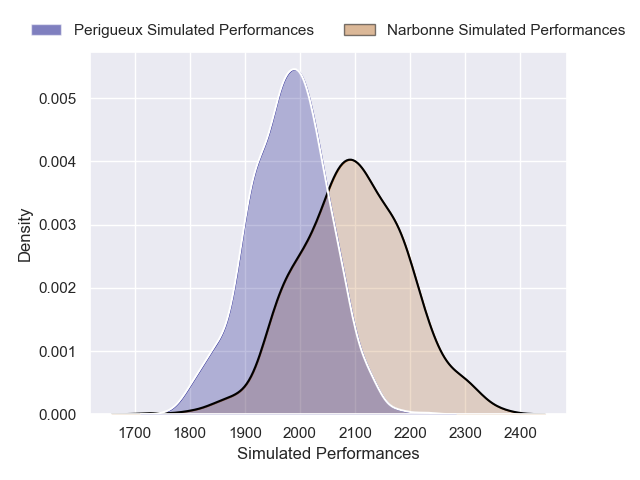 Perigueux Simulated Performances
Narbonne Simulated Performances
0.005
0.004
0.003
0.002
0.001
0.000
Density
1700 1800 1900 2000 2100 2200 2300 2400
Simulated Performances